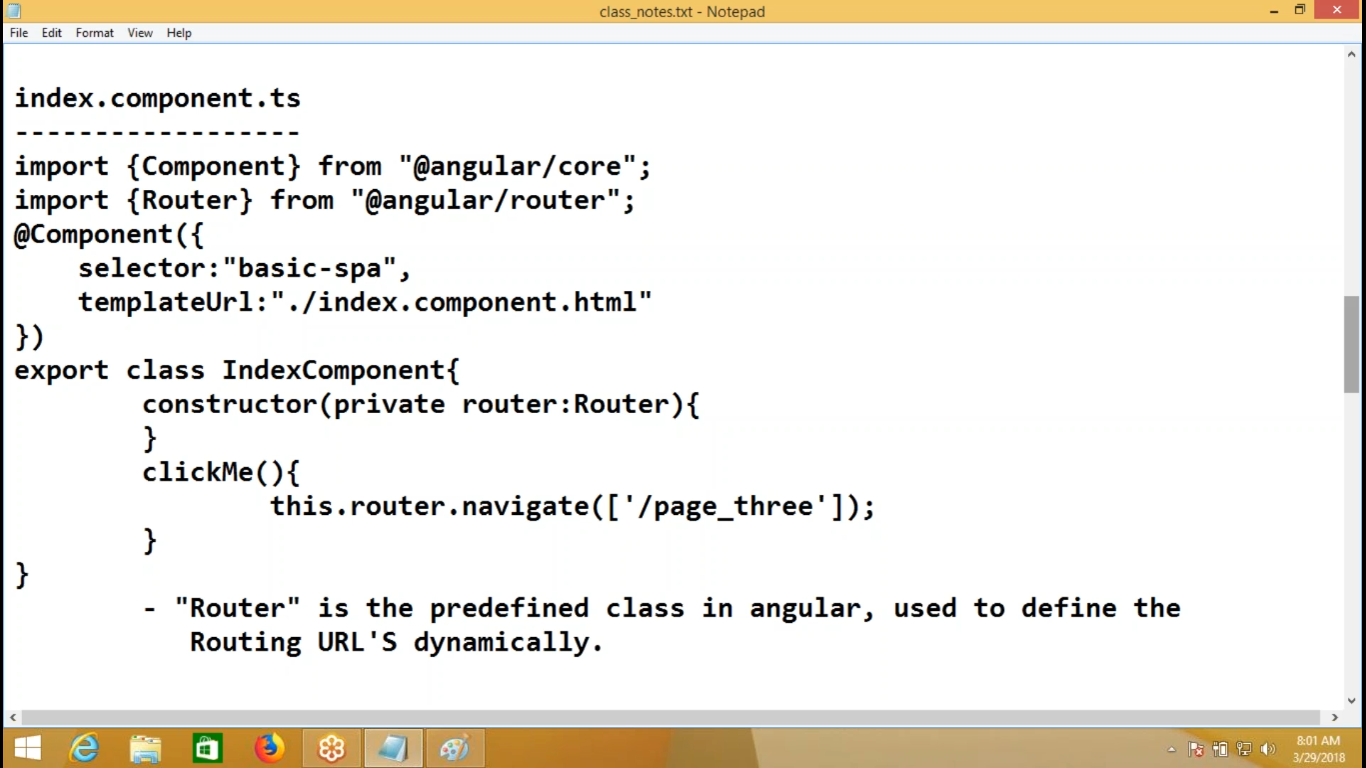 class_notes.txt - Notepad
File Edit Format View Help
index.component.ts
------------------
import {Component} from "@angular/core";
import {Router} from "@angular/router";
@Component({
    selector:"basic-spa",
    templateUrl:"./index.component.html"
})
export class IndexComponent{
        constructor(private router:Router){
        }
        clickMe(){
                this.router.navigate(['/page_three']);
        }
}
        - "Router" is the predefined class in angular, used to define the
           Routing URL'S dynamically.
8:01 AM
3/29/2018